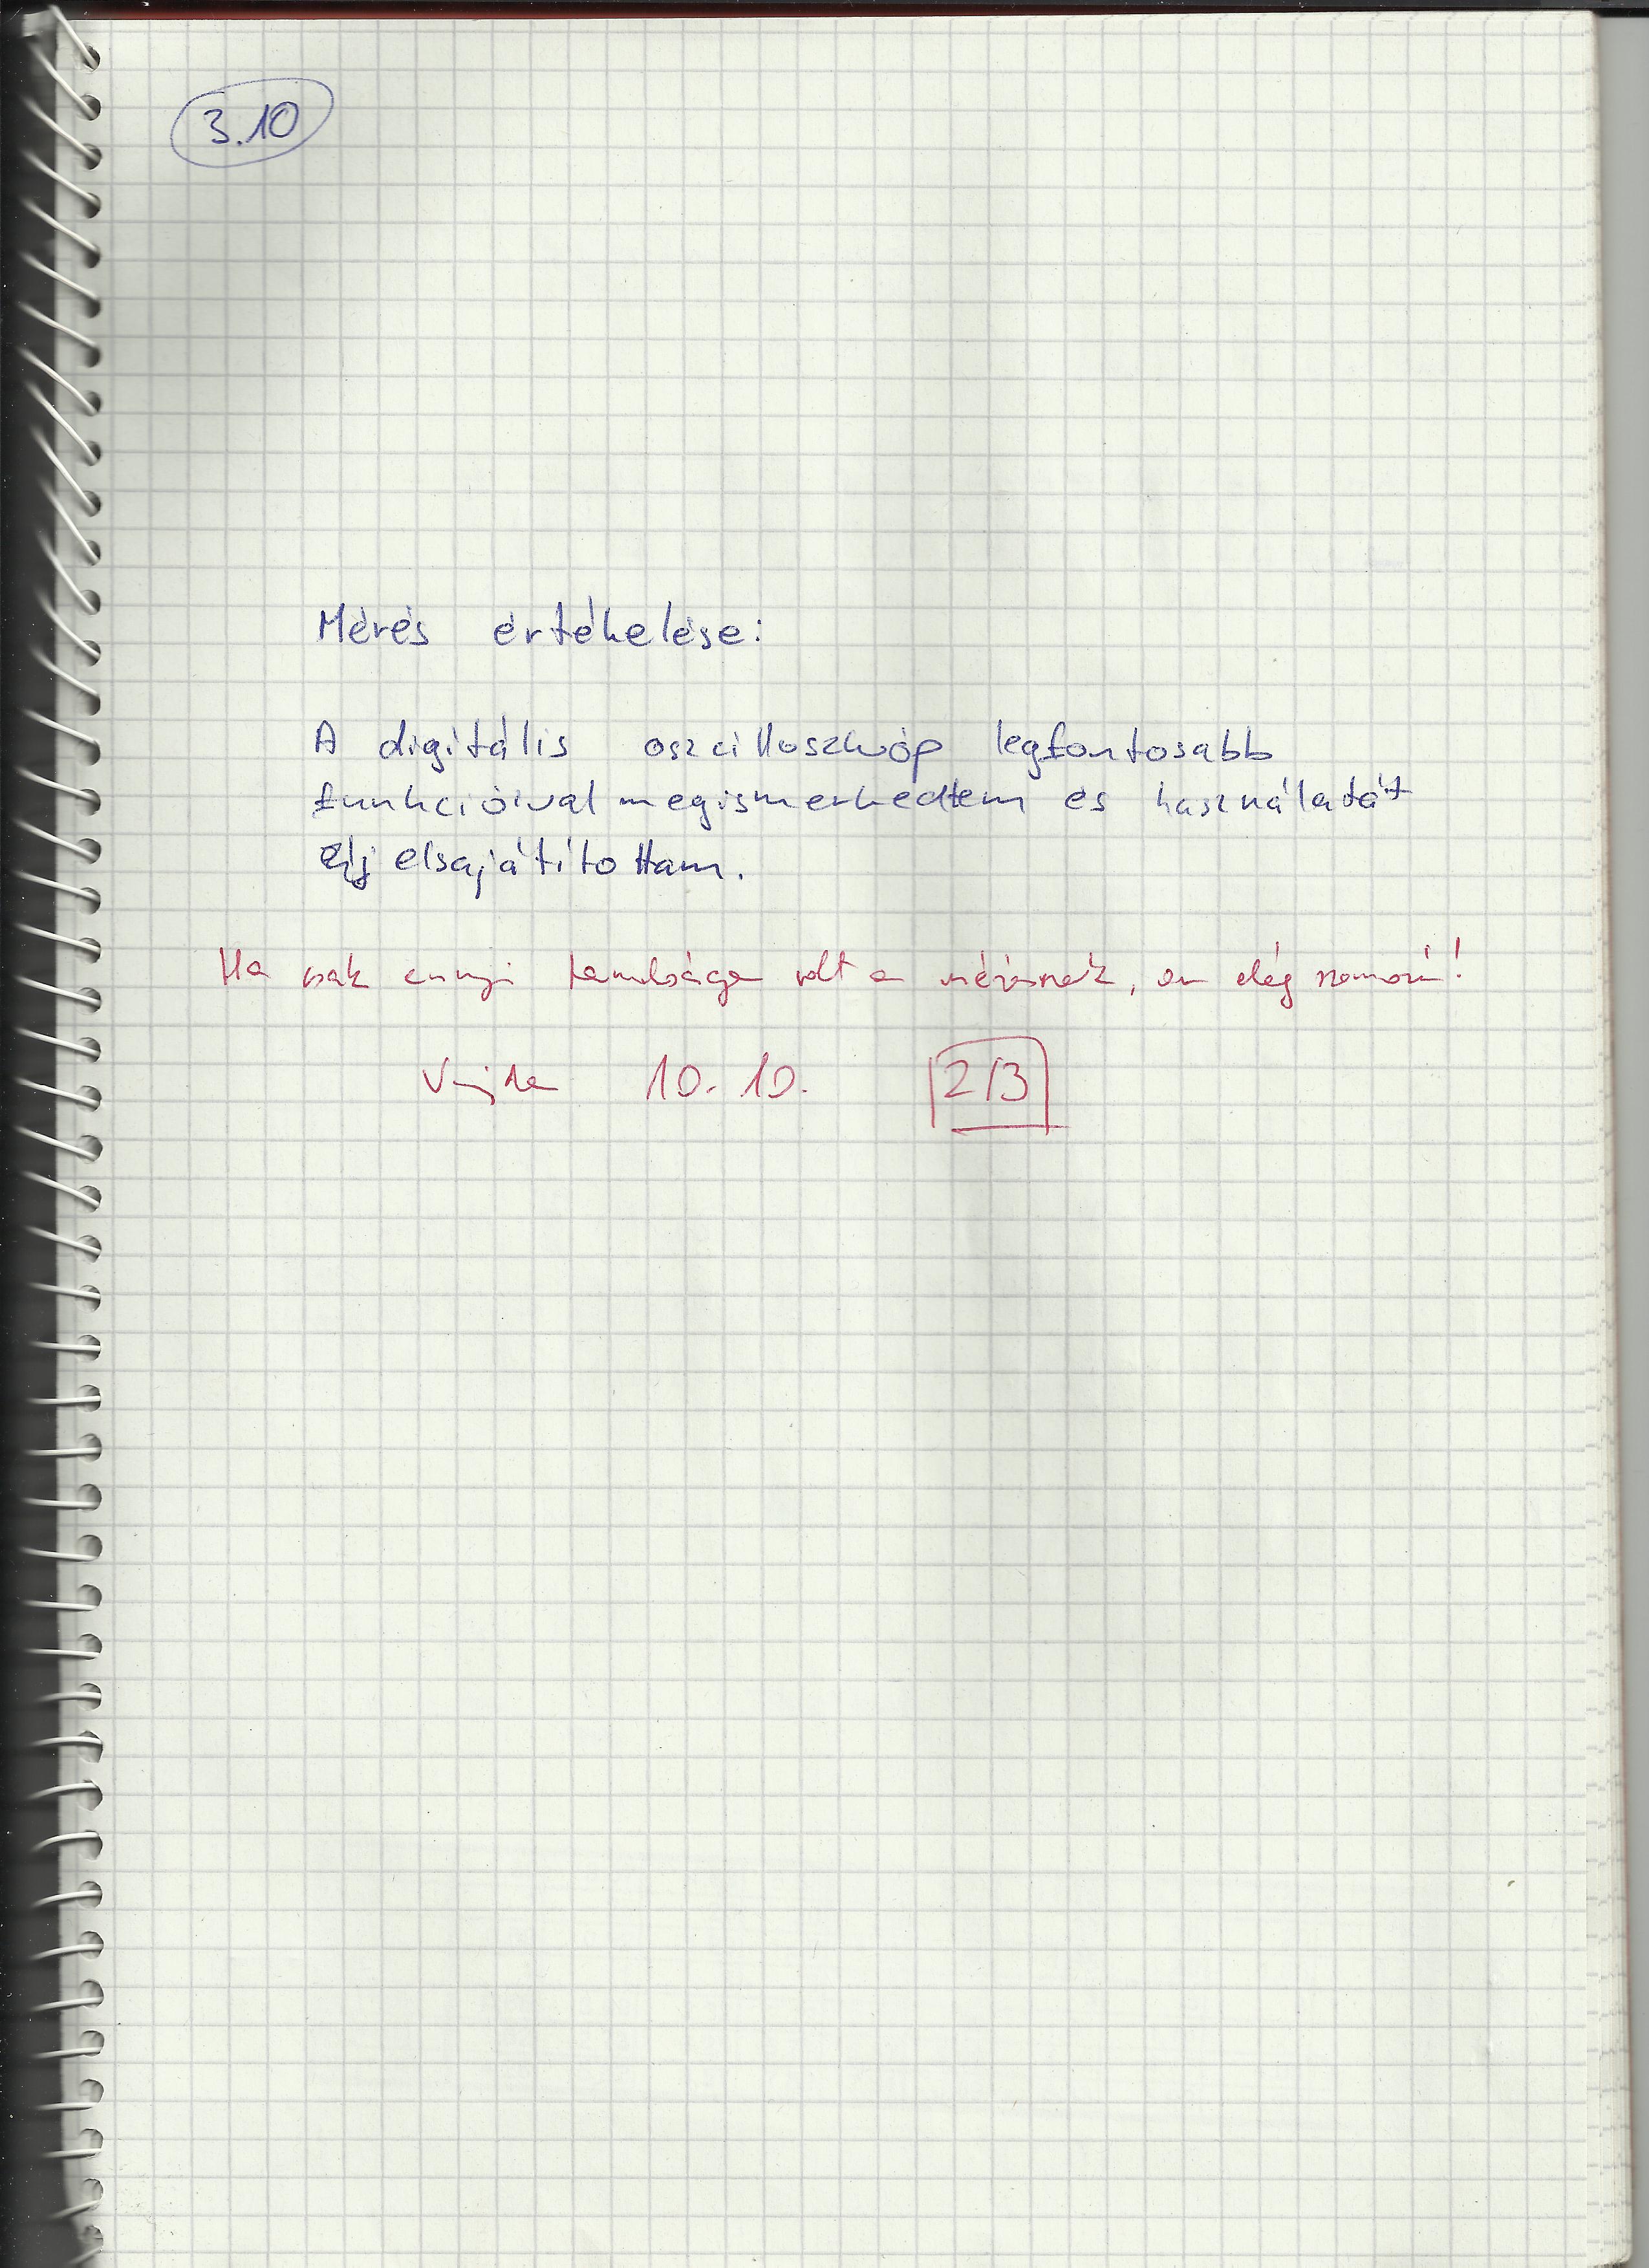 3.10
Mérés értékelése:
A digitális oszcilloszkóp legfontosabb
funkcióival megismerkedtem és használatát
elsajátítottam.
Ha csak ennyi tanulsága volt a mérésnek, az elég szomorú!
Vajda 10. 10. 2/3